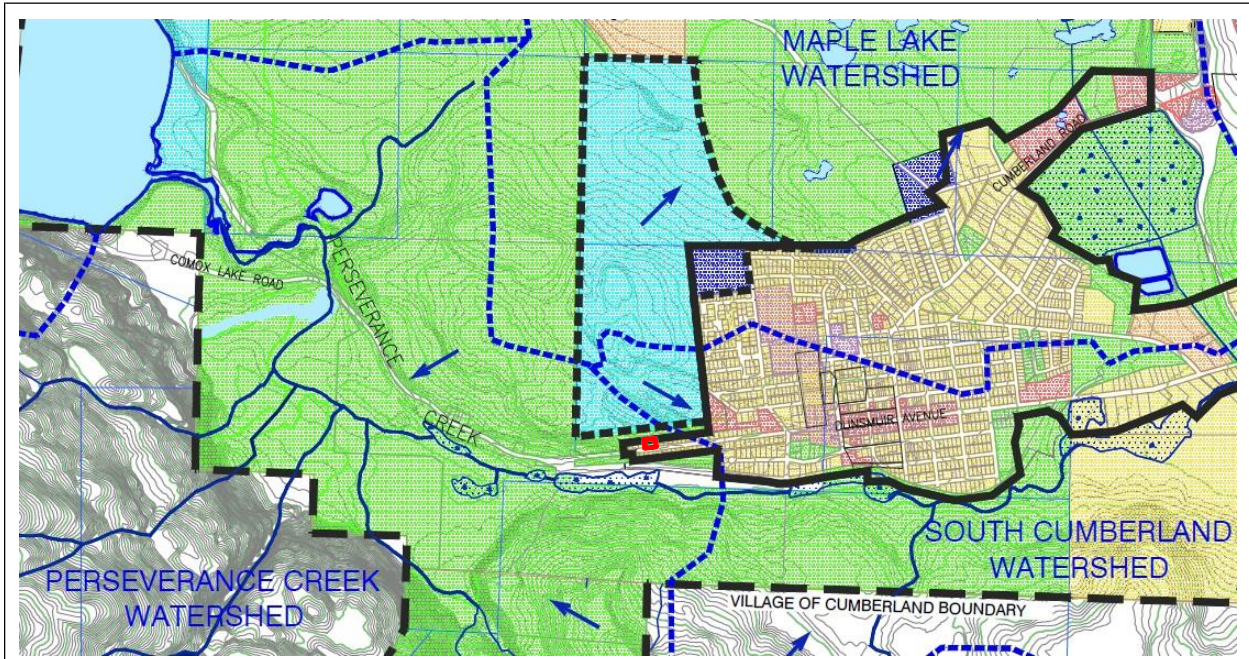 MAPLE LAKE
WATERSHED
CUMBERLAND ROAD
COMOX LAKE ROAD
PERSEVERANCE
CREEK
DUNSMUIR AVENUE
SOUTH CUMBERLAND
WATERSHED
PERSEVERANCE CREEK
WATERSHED
VILLAGE OF CUMBERLAND BOUNDARY